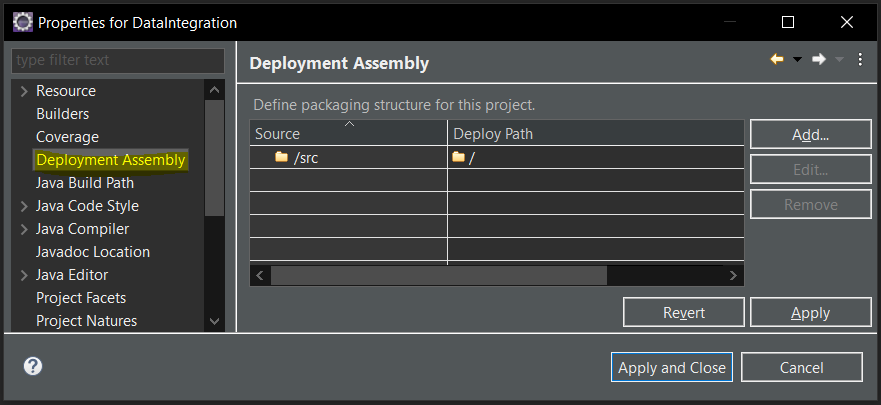 Properties for DataIntegration
type filter text
Resource
Builders
Coverage
Deployment Assembly
Java Build Path
Java Code Style
Java Compiler
Javadoc Location
Java Editor
Project Facets
Project Natures
Deployment Assembly
Define packaging structure for this project.
Source Deploy Path
/src /
Add...
Edit...
Remove
Revert Apply
Apply and Close Cancel